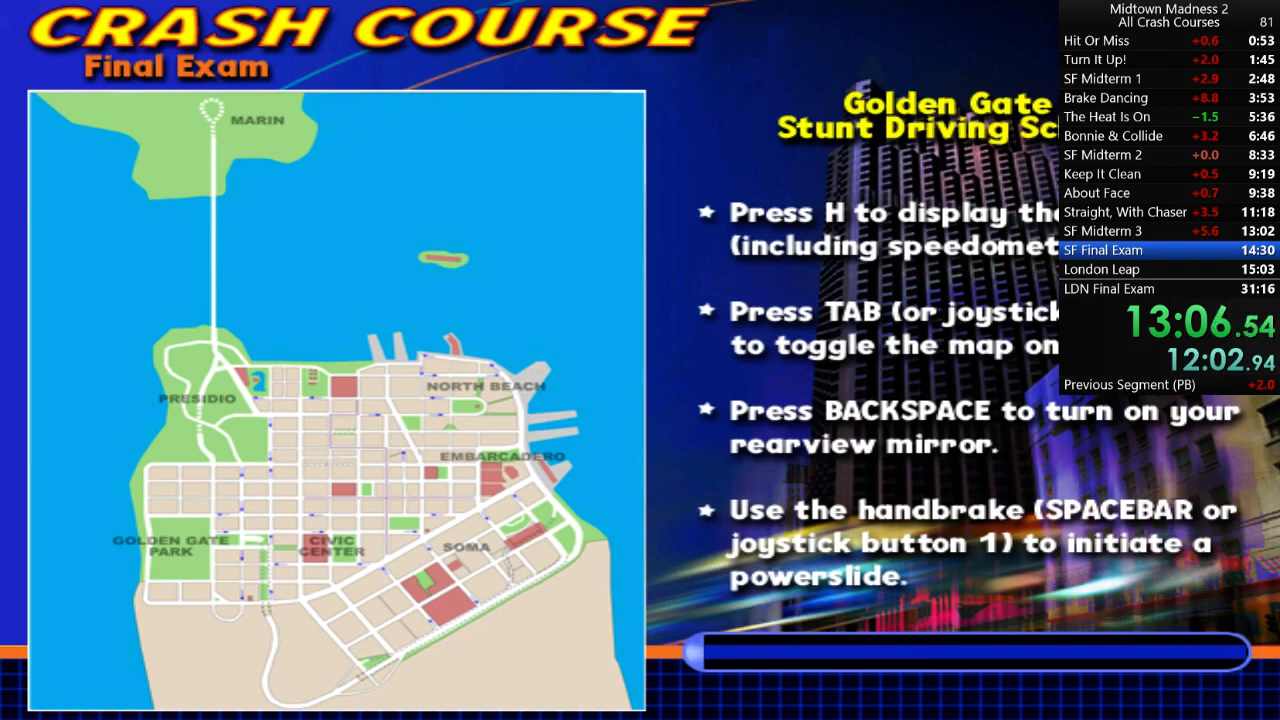 CRASH COURSE
Final Exam
MARIN
PRESIDIO
NORTH BEACH
EMBARCADERO
GOLDEN GATE
PARK
CIVIC
CENTER
SOMA
Golden Gate
Stunt Driving Sc
Press H to display the
(including speedomet
Press TAB (or joystick
to toggle the map on
Press BACKSPACE to turn on your
rearview mirror.
Use the handbrake (SPACEBAR or
joystick button 1) to initiate a
powerslide.
Midtown Madness 2
All Crash Courses 81
Hit Or Miss +0.6 0:53
Turn It Up! +2.0 1:45
SF Midterm 1 +2.9 2:48
Brake Dancing +8.8 3:53
The Heat Is On −1.5 5:36
Bonnie & Collide +3.2 6:46
SF Midterm 2 +0.0 8:33
Keep It Clean +0.5 9:19
About Face +0.7 9:38
Straight, With Chaser +3.5 11:18
SF Midterm 3 +5.6 13:02
SF Final Exam 14:30
London Leap 15:03
LDN Final Exam 31:16
13:06.54
12:02.94
Previous Segment (PB) +2.0